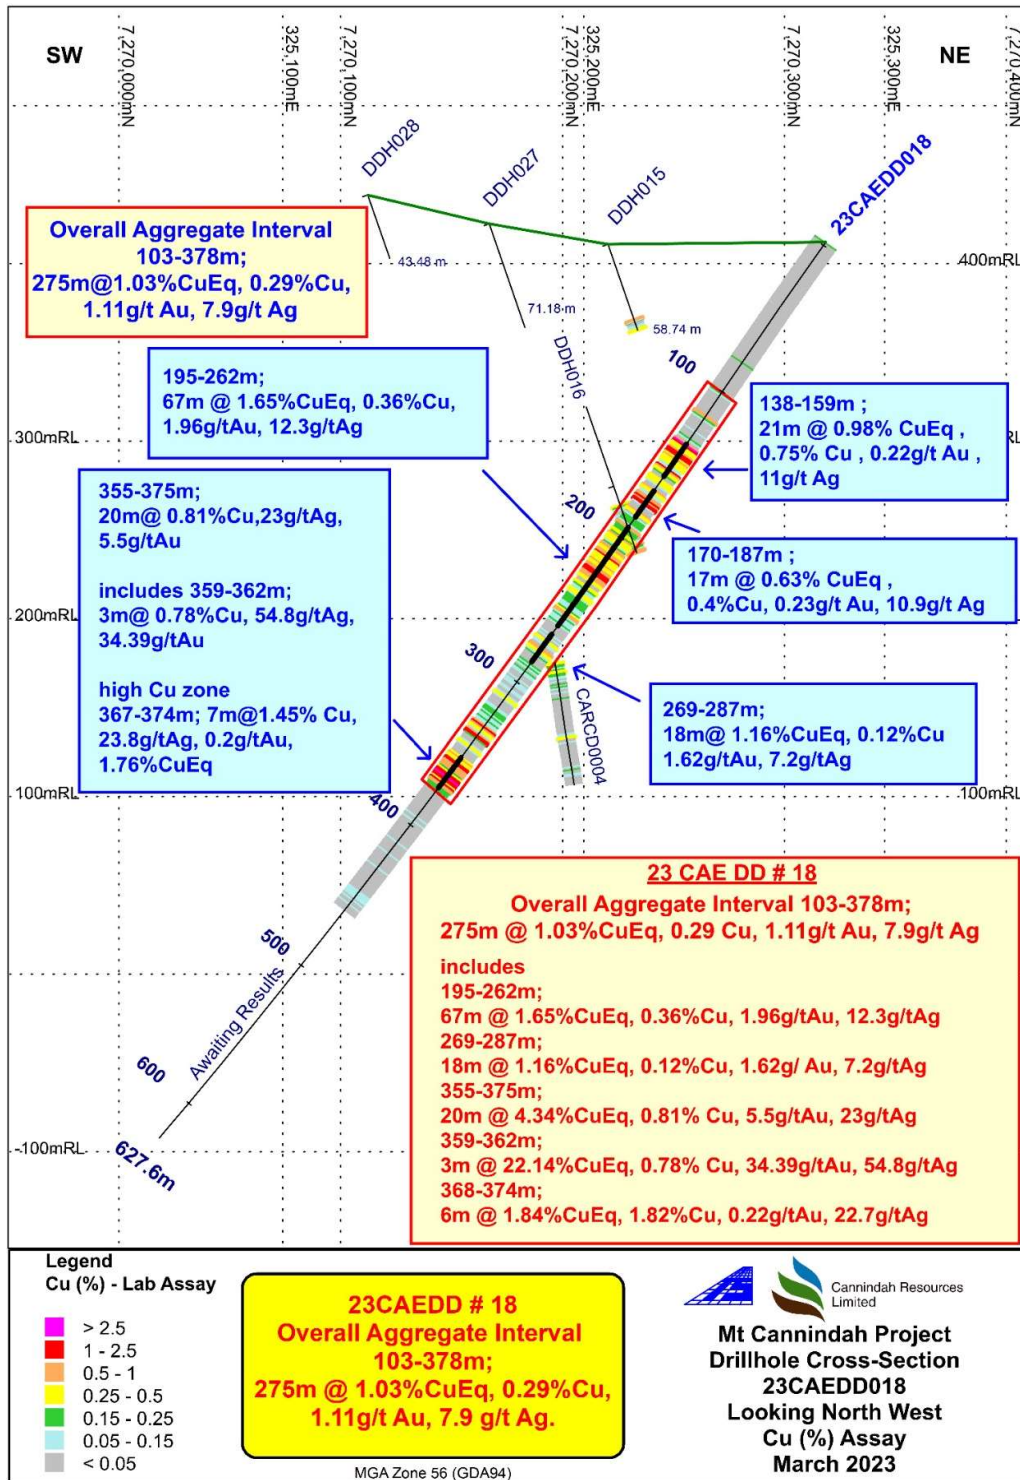 SW
7,270,000mN
325,100mE
7,270,100mN
7,270,200mN
325,200mE
7,270,300mN
325,300mE
7,270,400mN
NE
DDH028
DDH027
DDH015
23CAEDD018
Overall Aggregate Interval
103-378m;
275m@1.03%CuEq, 0.29%Cu,
1.11g/t Au, 7.9g/t Ag
43.48 m
71.18 m
58.74 m
400mRL
DDH016
100
195-262m;
67m @ 1.65%CuEq, 0.36%Cu,
1.96g/tAu, 12.3g/tAg
138-159m ;
21m @ 0.98% CuEq ,
0.75% Cu , 0.22g/t Au ,
11g/t Ag
300mRL
355-375m;
20m@ 0.81%Cu,23g/tAg,
5.5g/tAu
includes 359-362m;
3m@ 0.78%Cu, 54.8g/tAg,
34.39g/tAu
high Cu zone
367-374m; 7m@1.45% Cu,
23.8g/tAg, 0.2g/tAu,
1.76%CuEq
200
170-187m ;
17m @ 0.63% CuEq ,
0.4%Cu, 0.23g/t Au, 10.9g/t Ag
200mRL
200mRL
300
CARCD0004
269-287m;
18m@ 1.16%CuEq, 0.12%Cu
1.62g/tAu, 7.2g/tAg
100mRL
100mRL
400
23 CAE DD # 18
Overall Aggregate Interval 103-378m;
275m @ 1.03%CuEq, 0.29 Cu, 1.11g/t Au, 7.9g/t Ag
includes
195-262m;
67m @ 1.65%CuEq, 0.36%Cu, 1.96g/tAu, 12.3g/tAg
269-287m;
18m @ 1.16%CuEq, 0.12%Cu, 1.62g/ Au, 7.2g/tAg
355-375m;
20m @ 4.34%CuEq, 0.81% Cu, 5.5g/tAu, 23g/tAg
359-362m;
3m @ 22.14%CuEq, 0.78% Cu, 34.39g/tAu, 54.8g/tAg
368-374m;
6m @ 1.84%CuEq, 1.82%Cu, 0.22g/tAu, 22.7g/tAg
500
Awaiting Results
600
-100mRL
627.6m
Legend
Cu (%) - Lab Assay
> 2.5
1 - 2.5
0.5 - 1
0.25 - 0.5
0.15 - 0.25
0.05 - 0.15
< 0.05
23CAEDD # 18
Overall Aggregate Interval
103-378m;
275m @ 1.03%CuEq, 0.29%Cu,
1.11g/t Au, 7.9 g/t Ag.
MGA Zone 56 (GDA94)
Cannindah Resources
Limited
Mt Cannindah Project
Drillhole Cross-Section
23CAEDD018
Looking North West
Cu (%) Assay
March 2023